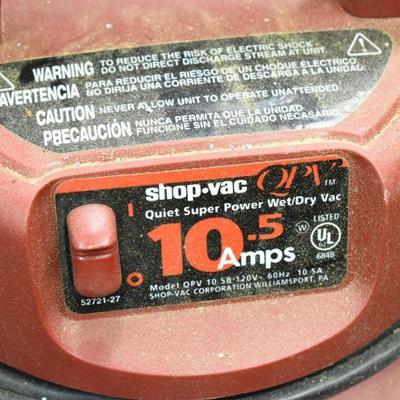 WARNING TO REDUCE THE RISK OF ELECTRIC SHOCK
DO NOT DIRECT DISCHARGE STREAM AT UNIT.
AVERTENCIA PARA REDUCIR EL RIESGO DE UN CHOQUE ELECTRICO,
NO DIRIJA UNA CORRIENTE DE DESCARGA A LA UNIDAD.
CAUTION NEVER ALLOW UNIT TO OPERATE UNATTENDED.
PRECAUCIÓN NUNCA PERMITA QUE LA UNIDAD
FUNCIONE SIN EL CUIDADO NECESARIO.
shop·vac QPV TM
Quiet Super Power Wet/Dry Vac
10.5
Amps
LISTED
W UL
684B
52721-27
Model QPV 10.5B-120V~ 60Hz 10.5A
SHOP-VAC CORPORATION WILLIAMSPORT, PA